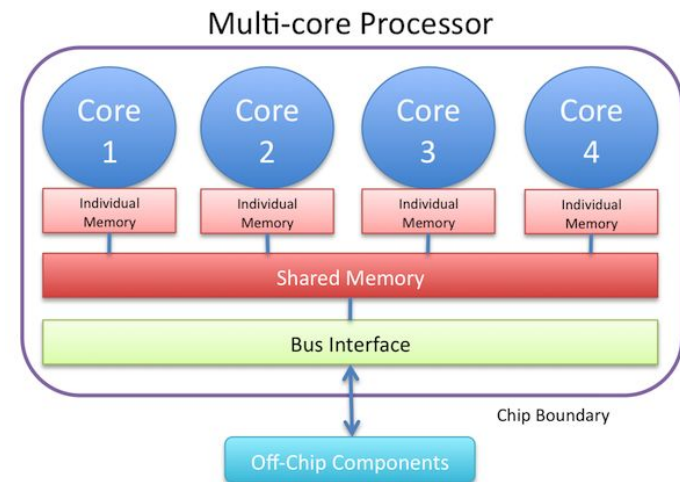 Multi-core Processor
Core
1
Core
2
Core
3
Core
4
Individual
Memory
Individual
Memory
Individual
Memory
Individual
Memory
Shared Memory
Bus Interface
Chip Boundary
Off-Chip Components